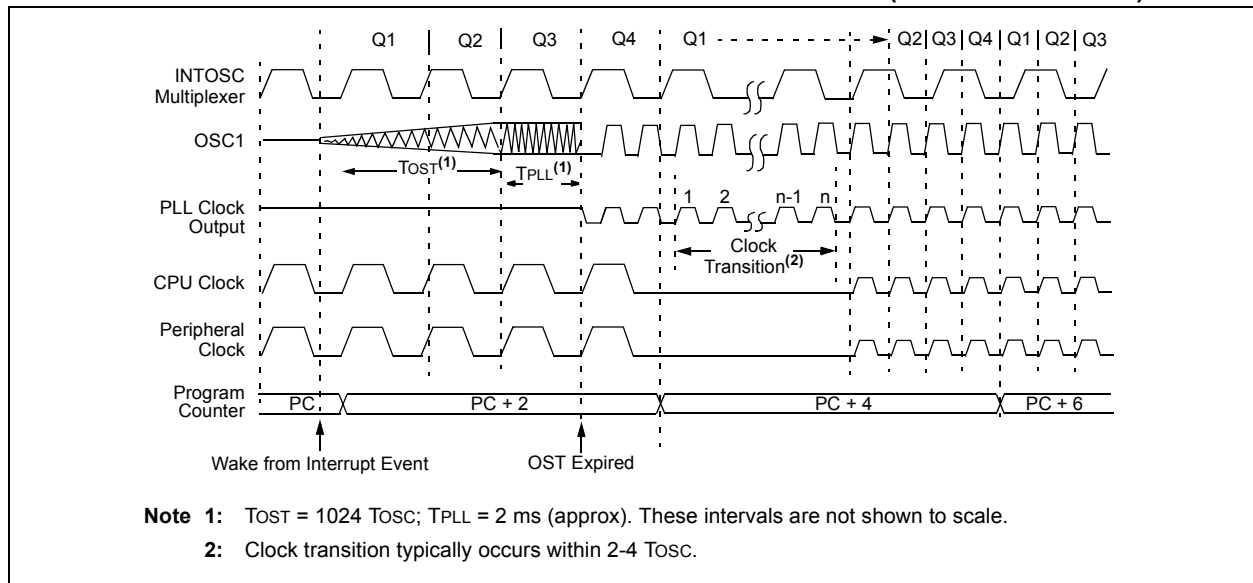 Q1 Q2 Q3 Q4 Q1 Q2 Q3 Q4 Q1 Q2 Q3
INTOSC
Multiplexer
OSC1
TOST(1)
TPLL(1)
PLL Clock
Output
1 2 n-1 n
Clock
Transition(2)
CPU Clock
Peripheral
Clock
Program
Counter
PC PC + 2 PC + 4 PC + 6
Wake from Interrupt Event OST Expired
Note 1: TOST = 1024 TOSC; TPLL = 2 ms (approx). These intervals are not shown to scale.
2: Clock transition typically occurs within 2-4 TOSC.